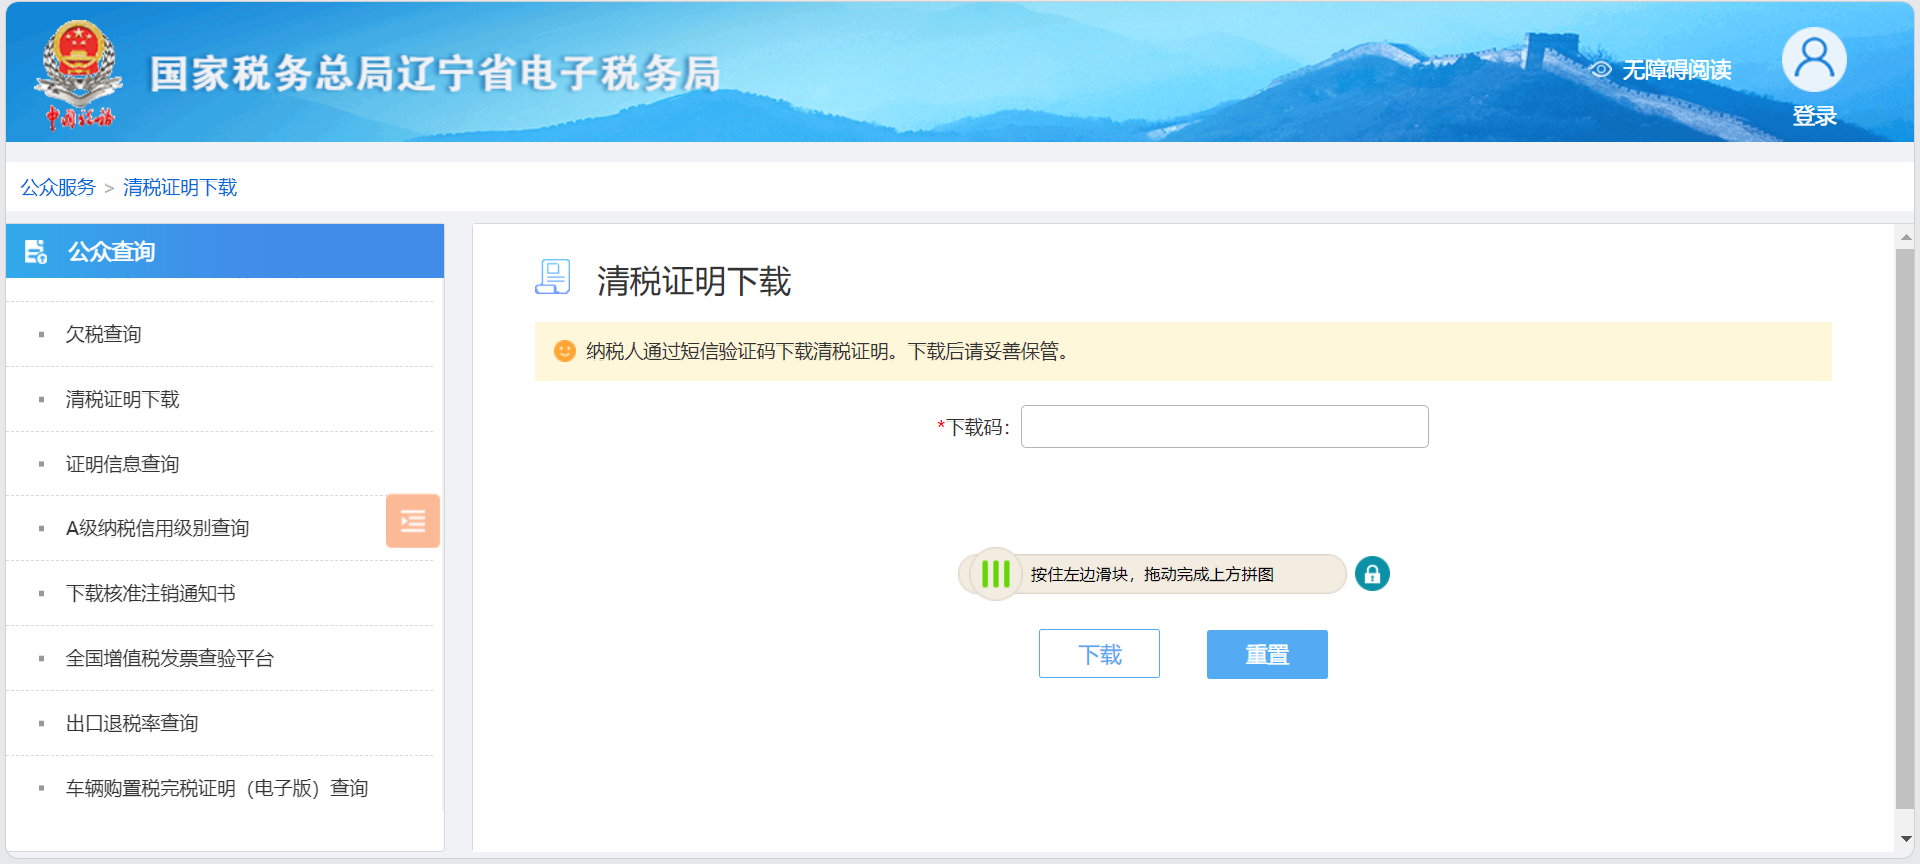 国家税务总局辽宁省电子税务局
中国税务
无障碍阅读
登录
公众服务 > 清税证明下载
公众查询
欠税查询
清税证明下载
证明信息查询
A级纳税信用级别查询
下载核准注销通知书
全国增值税发票查验平台
出口退税率查询
车辆购置税完税证明（电子版）查询
清税证明下载
纳税人通过短信验证码下载清税证明。下载后请妥善保管。
*下载码：
按住左边滑块，拖动完成上方拼图
下载
重置